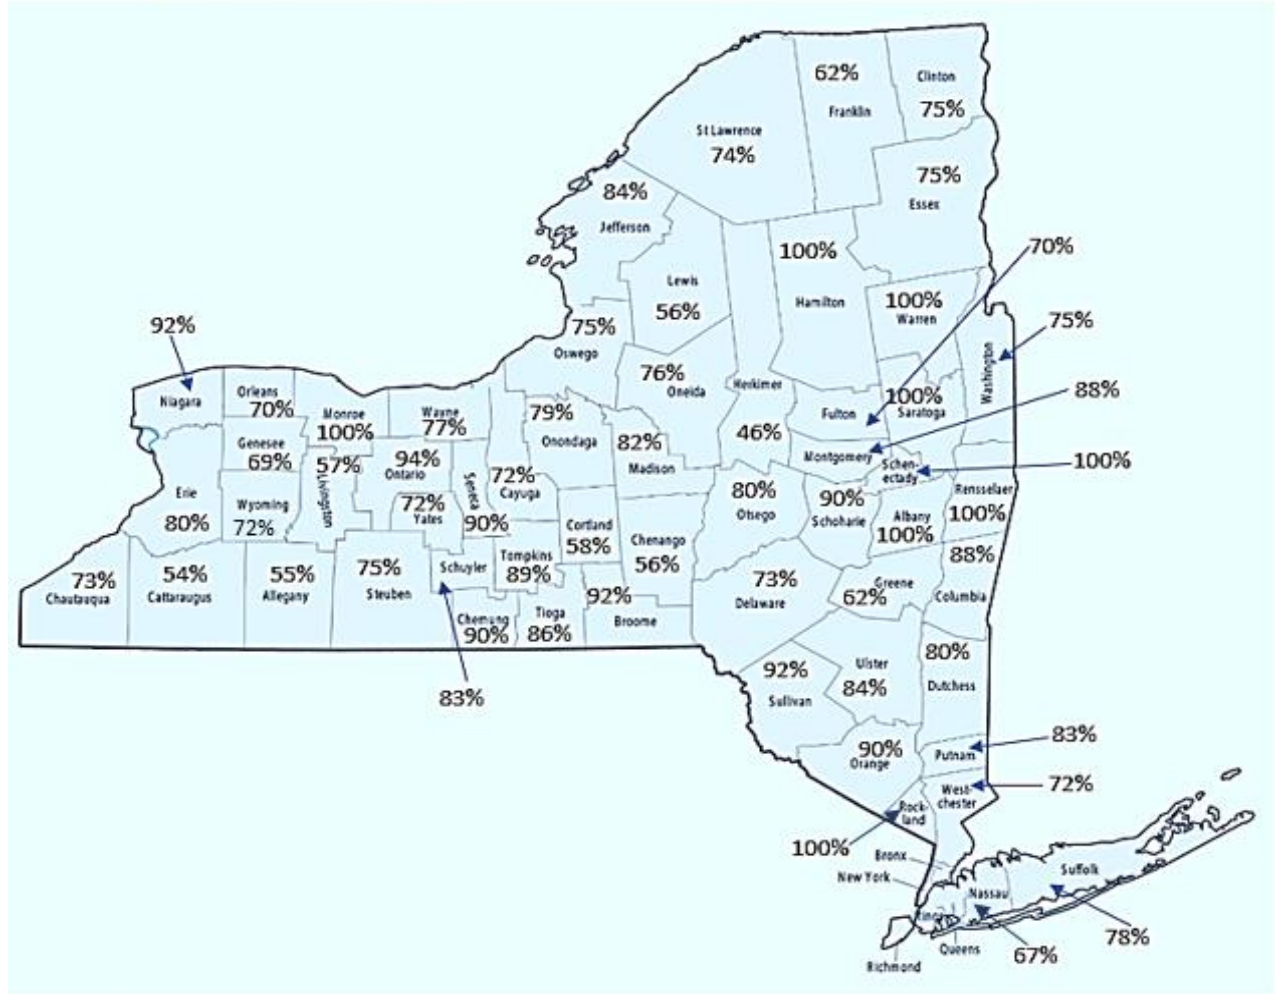 62%
Clinton
Franklin
75%
St Lawrence
74%
75%
Essex
84%
Jefferson
70%
100%
Lewis
56%
Hamilton
100%
Warren
92%
75%
Oswego
75%
Washington
76%
Oneida
Herkimer
88%
Niagara
Orleans
70%
Monroe
100%
Wayne
77%
79%
Onondaga
100%
Saratoga
Fulton
46%
Genesee
69%
57%
Livingston
94%
Ontario
Seneca
72%
Cayuga
82%
Madison
Montgomery
Schen-
ectady
100%
Erie
80%
Wyoming
72%
72%
Yates
90%
80%
Otsego
90%
Schoharie
Rensselaer
100%
Albany
100%
Cortland
58%
Chenango
56%
88%
Columbia
73%
Chautauqua
54%
Cattaraugus
55%
Allegany
75%
Steuben
Schuyler
Tompkins
89%
73%
Delaware
Greene
62%
Chemung
90%
Tioga
86%
92%
Broome
83%
92%
Sullivan
Ulster
84%
80%
Dutchess
90%
Orange
Putnam
83%
West-
chester
72%
Rock-
land
100%
Bronx
New York
Suffolk
Nassau
Kings
Queens
67%
78%
Richmond